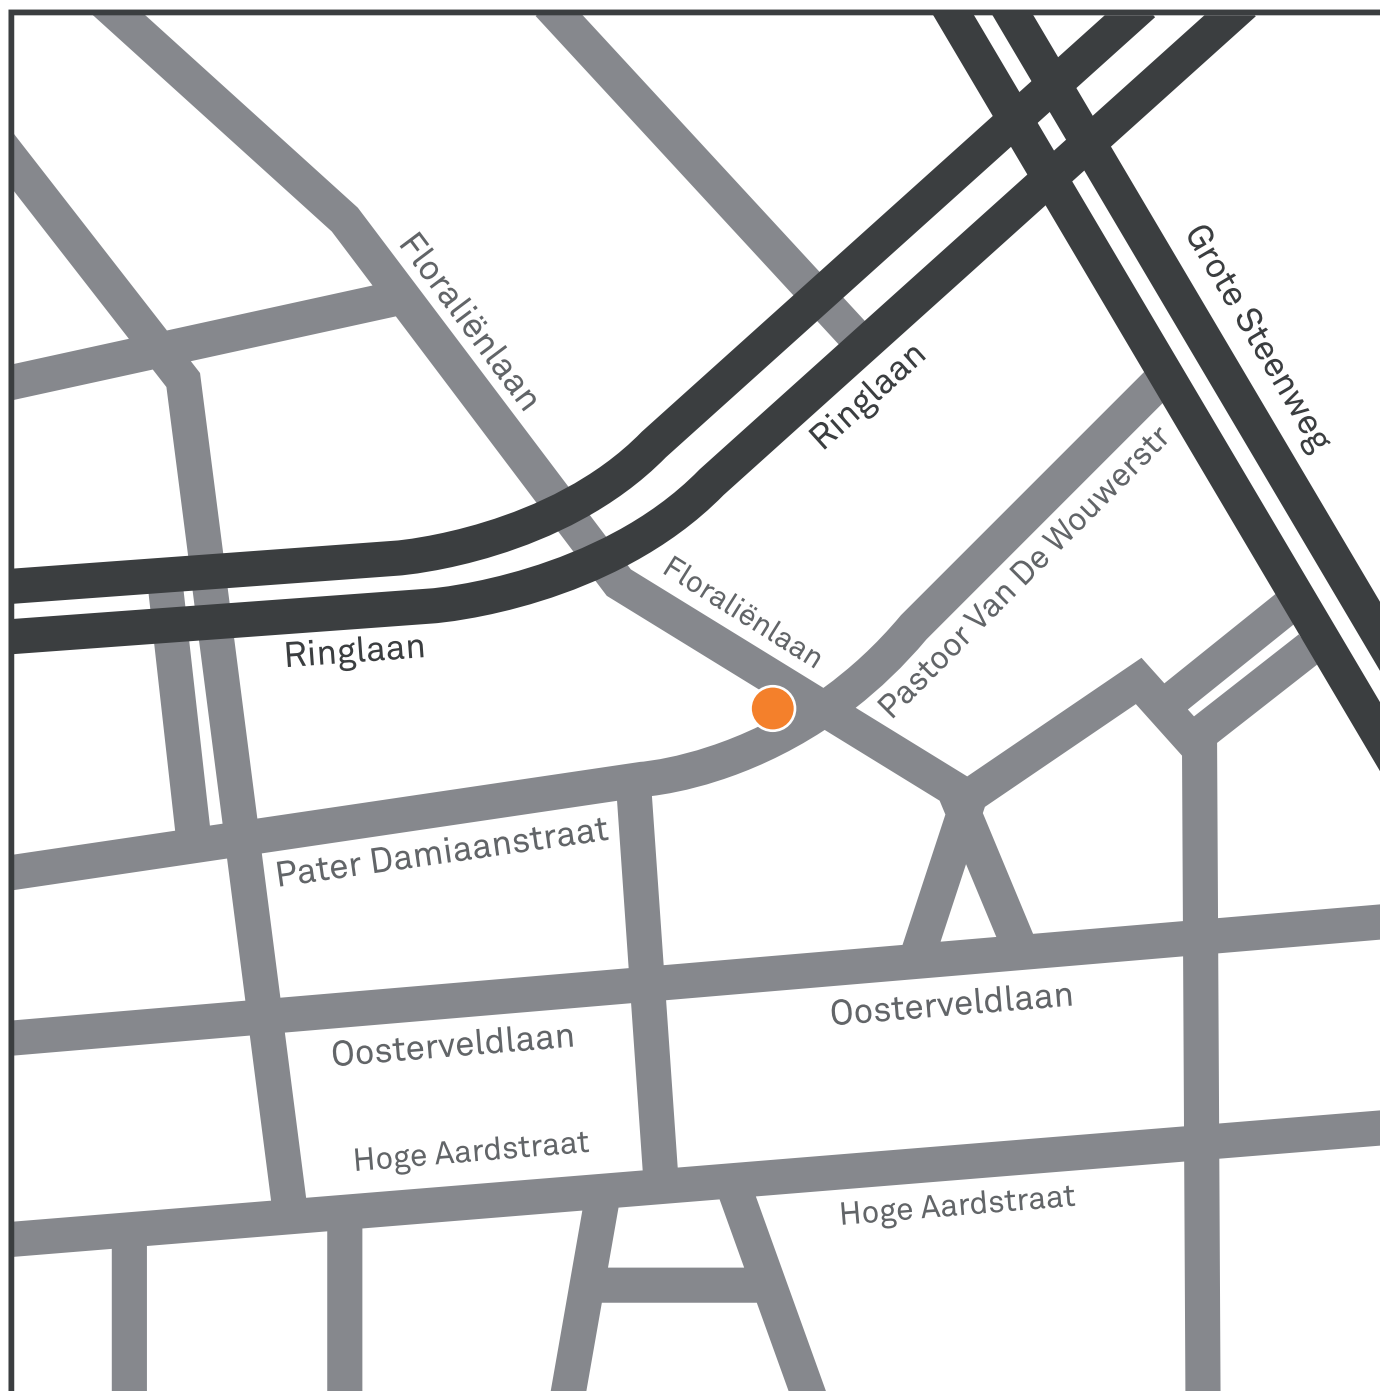 Floraliënlaan
Grote Steenweg
Ringlaan
Pastoor Van De Wouwerstr
Floraliënlaan
Ringlaan
Pater Damiaanstraat
Oosterveldlaan
Oosterveldlaan
Hoge Aardstraat
Hoge Aardstraat